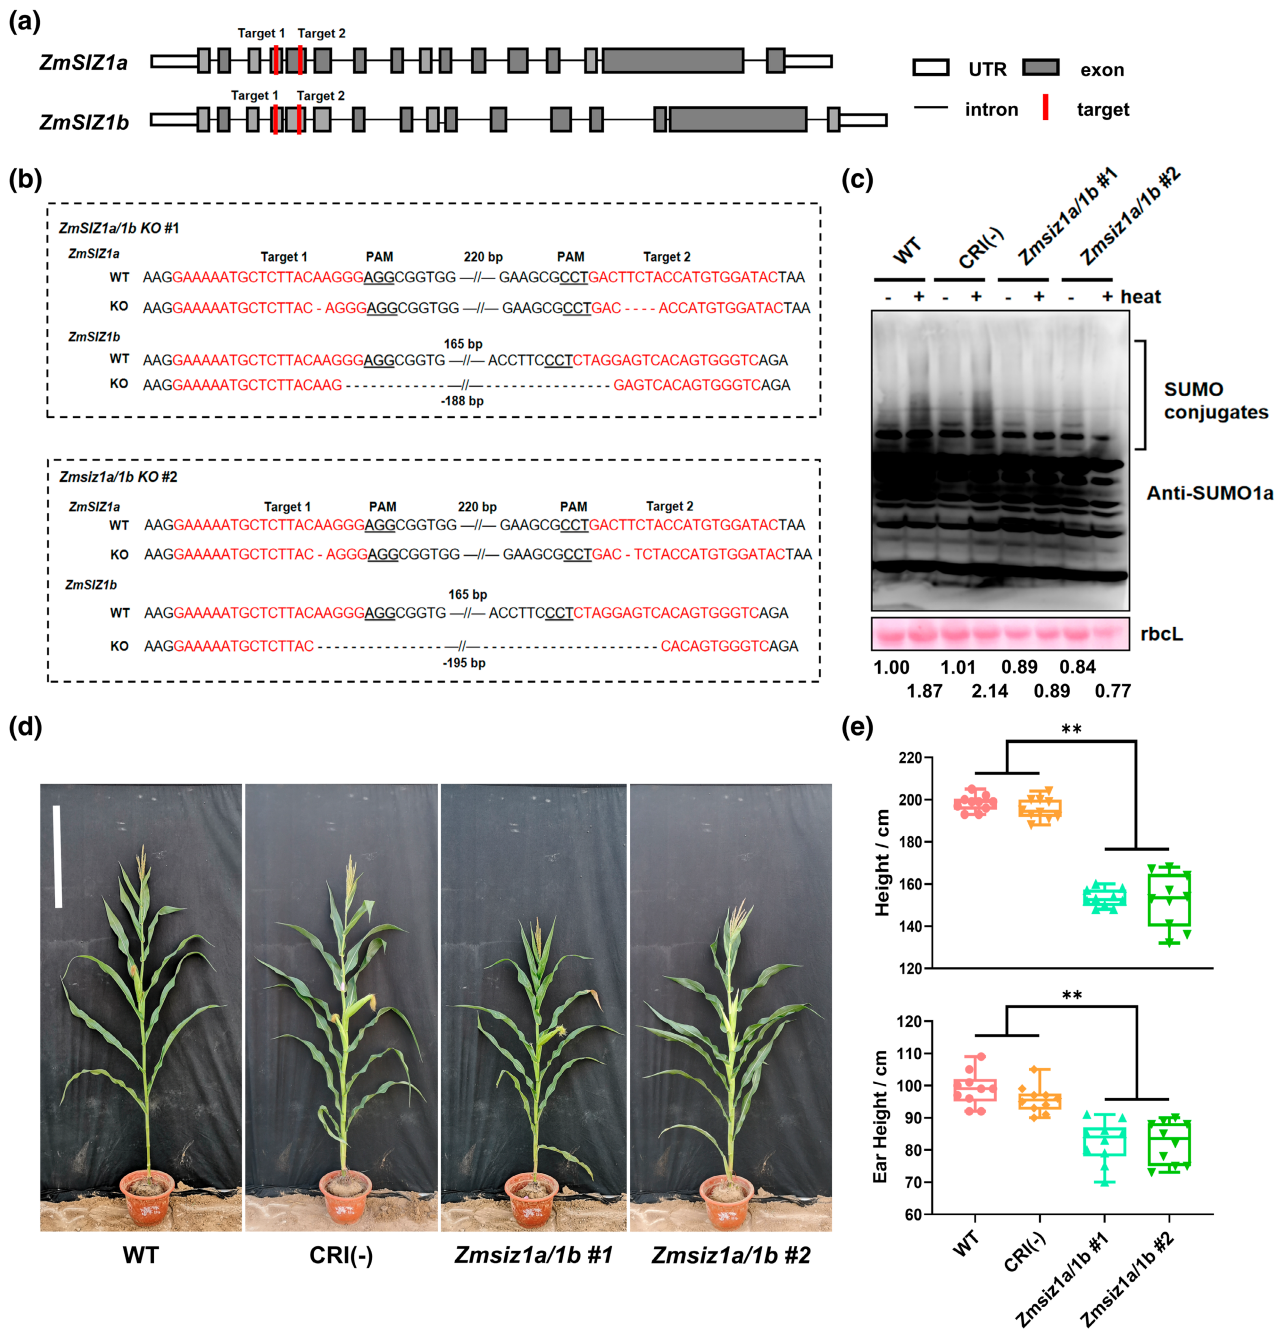 (a)
Target 1 Target 2
ZmSIZ1a
Target 1 Target 2
ZmSIZ1b
UTR exon
intron target
(b)
ZmSIZ1a/1b KO #1
ZmSIZ1a Target 1 PAM 220 bp PAM Target 2
WT AAGGAAAAATGCTCTTACAAGGGAGGCGGTGG —//— GAAGCGCCTGACTTCTACCATGTGGATACTAA
KO AAGGAAAAATGCTCTTAC - AGGGAGGCGGTGG —//— GAAGCGCCTGAC - - - - ACCATGTGGATACTAA
ZmSIZ1b 165 bp
WT AAGGAAAAATGCTCTTACAAGGGAGGCGGTG —//— ACCTTCCCTCTAGGAGTCACAGTGGGTCAGA
KO AAGGAAAAATGCTCTTACAAG - - - - - - - - - - - - - —//— - - - - - - - - - - - - - - - - GAGTCACAGTGGGTCAGA
-188 bp
Zmsiz1a/1b KO #2
ZmSIZ1a Target 1 PAM 220 bp PAM Target 2
WT AAGGAAAAATGCTCTTACAAGGGAGGCGGTGG —//— GAAGCGCCTGACTTCTACCATGTGGATACTAA
KO AAGGAAAAATGCTCTTAC - AGGGAGGCGGTGG —//— GAAGCGCCTGAC - TCTACCATGTGGATACTAA
ZmSIZ1b 165 bp
WT AAGGAAAAATGCTCTTACAAGGGAGGCGGTG —//— ACCTTCCCTCTAGGAGTCACAGTGGGTCAGA
KO AAGGAAAAATGCTCTTAC - - - - - - - - - - - - - - - - —//— - - - - - - - - - - - - - - - - - - - - - CACAGTGGGTCAGA
-195 bp
(c)
WT CRI(-) Zmsiz1a/1b #1 Zmsiz1a/1b #2
- + - + - + - + heat
SUMO
conjugates
Anti-SUMO1a
rbcL
1.00 1.01 0.89 0.84
1.87 2.14 0.89 0.77
(d)
WT CRI(-) Zmsiz1a/1b #1 Zmsiz1a/1b #2
(e)
**
Height / cm
220
200
180
160
140
120
**
Ear Height / cm
120
110
100
90
80
70
60
WT CRI(-) Zmsiz1a/1b #1 Zmsiz1a/1b #2